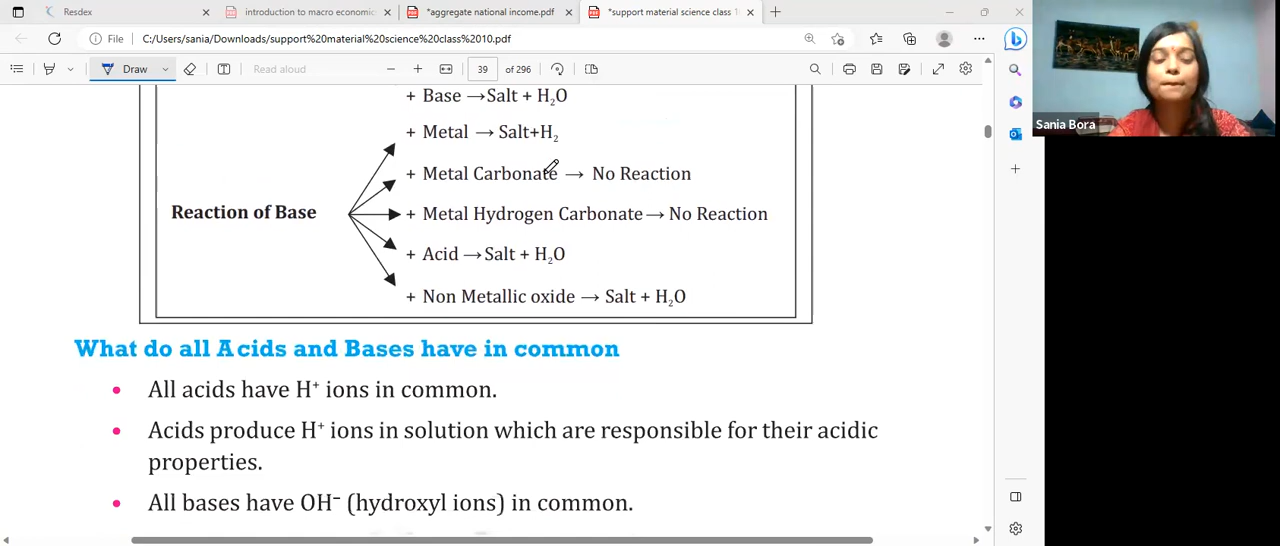 Resdex
introduction to macro economic
*aggregate national income.pdf
*support material science class 1
File
C:/Users/sania/Downloads/support%20material%20science%20class%2010.pdf
Draw
Read aloud
39
of 296
+ Base →Salt + H₂O
+ Metal → Salt+H₂
+ Metal Carbonate → No Reaction
Reaction of Base
+ Metal Hydrogen Carbonate → No Reaction
+ Acid →Salt + H₂O
+ Non Metallic oxide → Salt + H₂O
What do all Acids and Bases have in common
• All acids have H⁺ ions in common.
• Acids produce H⁺ ions in solution which are responsible for their acidic
properties.
• All bases have OH⁻ (hydroxyl ions) in common.
Sania Bora